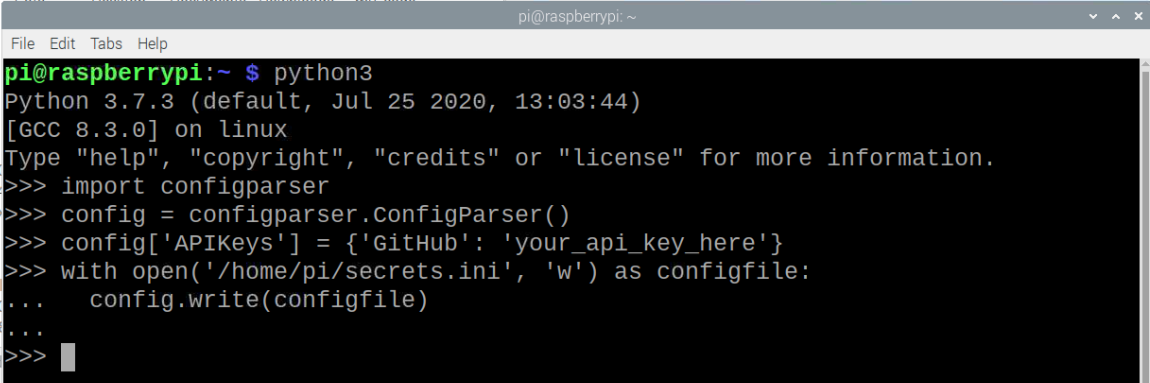 pi@raspberrypi: ~
File Edit Tabs Help
pi@raspberrypi:~ $ python3
Python 3.7.3 (default, Jul 25 2020, 13:03:44)
[GCC 8.3.0] on linux
Type "help", "copyright", "credits" or "license" for more information.
>>> import configparser
>>> config = configparser.ConfigParser()
>>> config['APIKeys'] = {'GitHub': 'your_api_key_here'}
>>> with open('/home/pi/secrets.ini', 'w') as configfile:
...   config.write(configfile)
...
>>>